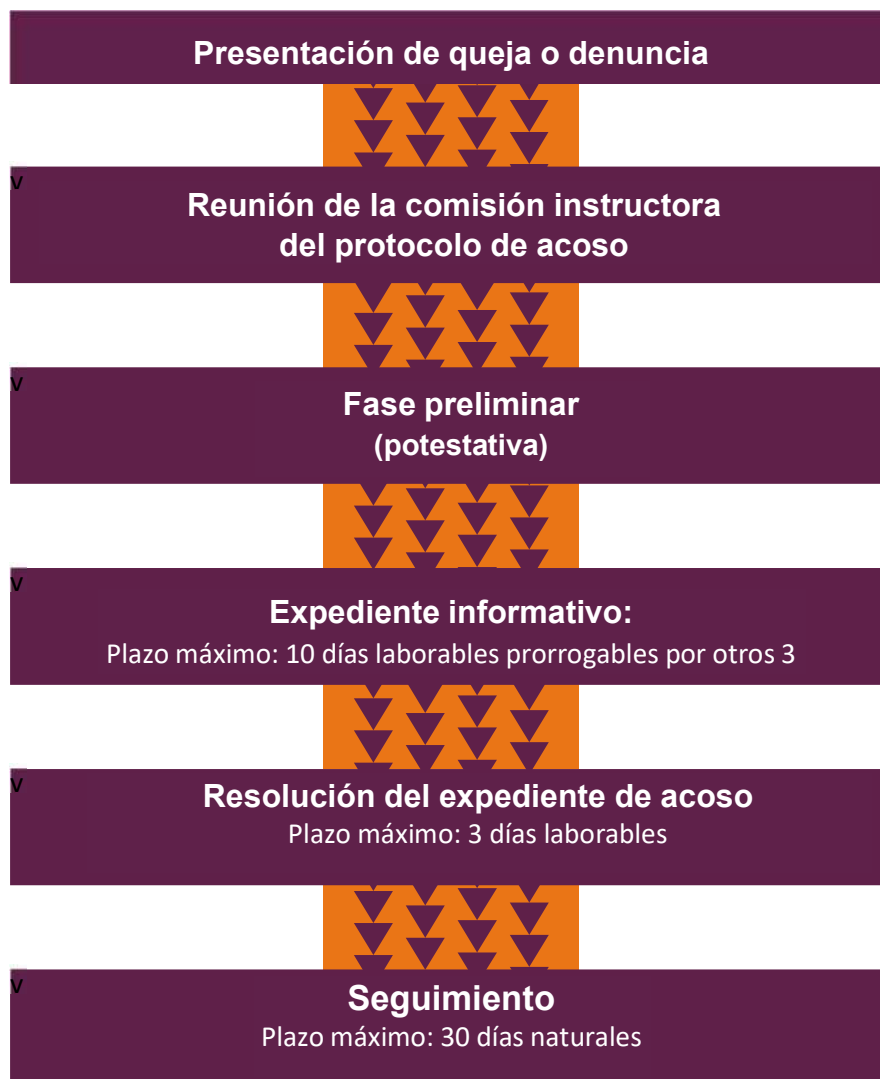 Presentación de queja o denuncia
v
Reunión de la comisión instructora
del protocolo de acoso
v
Fase preliminar
(potestativa)
v
Expediente informativo:
Plazo máximo: 10 días laborables prorrogables por otros 3
v
Resolución del expediente de acoso
Plazo máximo: 3 días laborables
v
Seguimiento
Plazo máximo: 30 días naturales